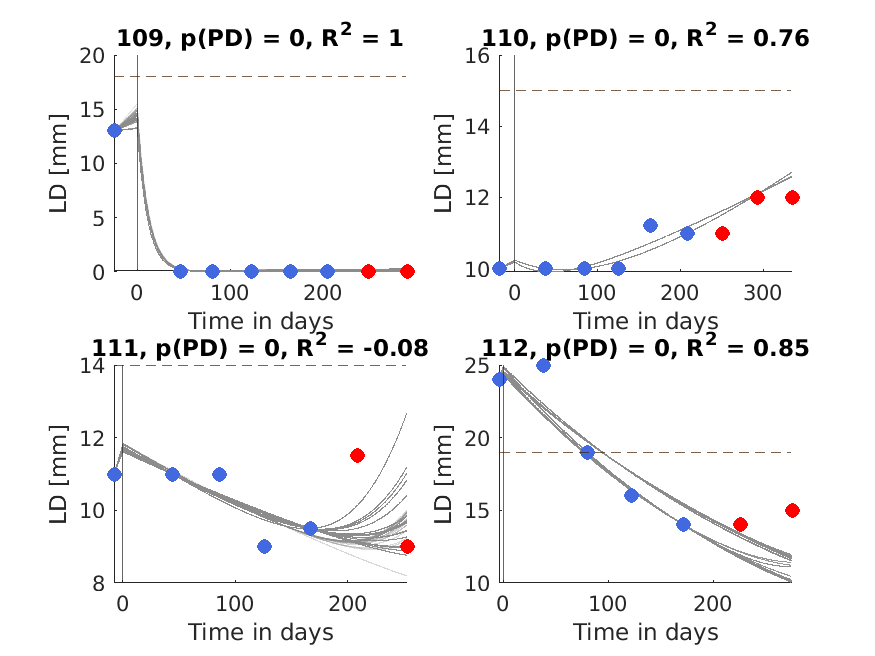 109, p(PD) = 0, R² = 1
20
15
10
5
0
LD [mm]
0
100
200
Time in days
110, p(PD) = 0, R² = 0.76
16
14
12
10
LD [mm]
0
100
200
300
Time in days
111, p(PD) = 0, R² = -0.08
14
12
10
8
LD [mm]
0
100
200
Time in days
112, p(PD) = 0, R² = 0.85
25
20
15
10
LD [mm]
0
100
200
Time in days